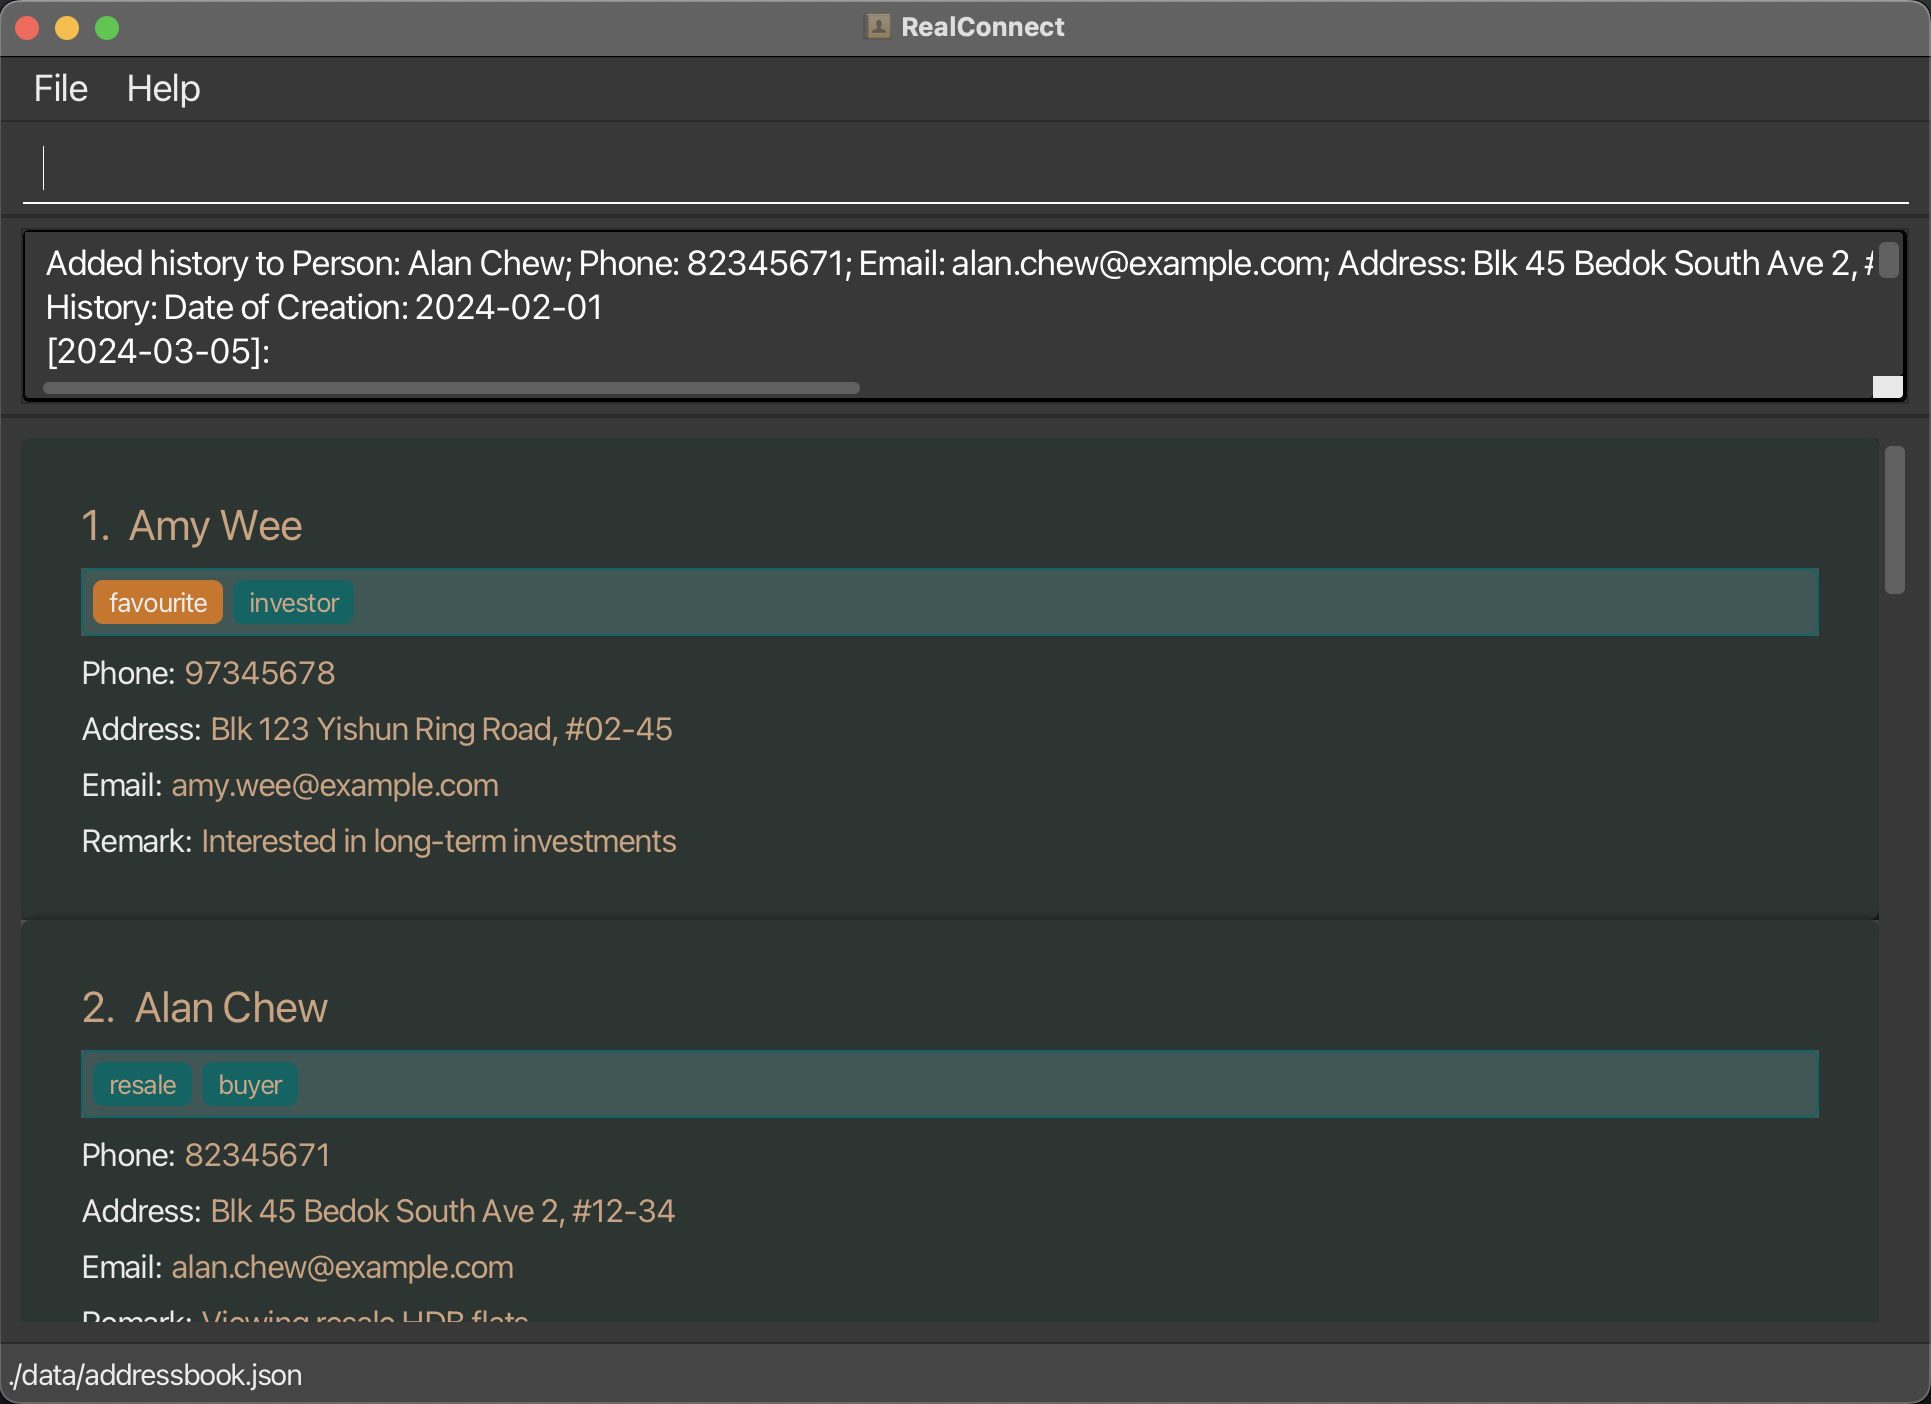 RealConnect
File Help
Added history to Person: Alan Chew; Phone: 82345671; Email: alan.chew@example.com; Address: Blk 45 Bedok South Ave 2, #
History: Date of Creation: 2024-02-01
[2024-03-05]:
1. Amy Wee
favourite investor
Phone: 97345678
Address: Blk 123 Yishun Ring Road, #02-45
Email: amy.wee@example.com
Remark: Interested in long-term investments
2. Alan Chew
resale buyer
Phone: 82345671
Address: Blk 45 Bedok South Ave 2, #12-34
Email: alan.chew@example.com
Remark: Viewing resale HDB flats
./data/addressbook.json